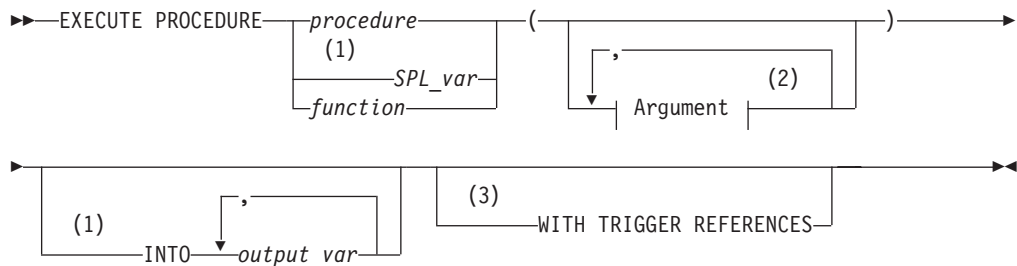 EXECUTE PROCEDURE procedure ( )
(1) ,
SPL_var (2)
function Argument
(1) , (3)
WITH TRIGGER REFERENCES
INTO output var